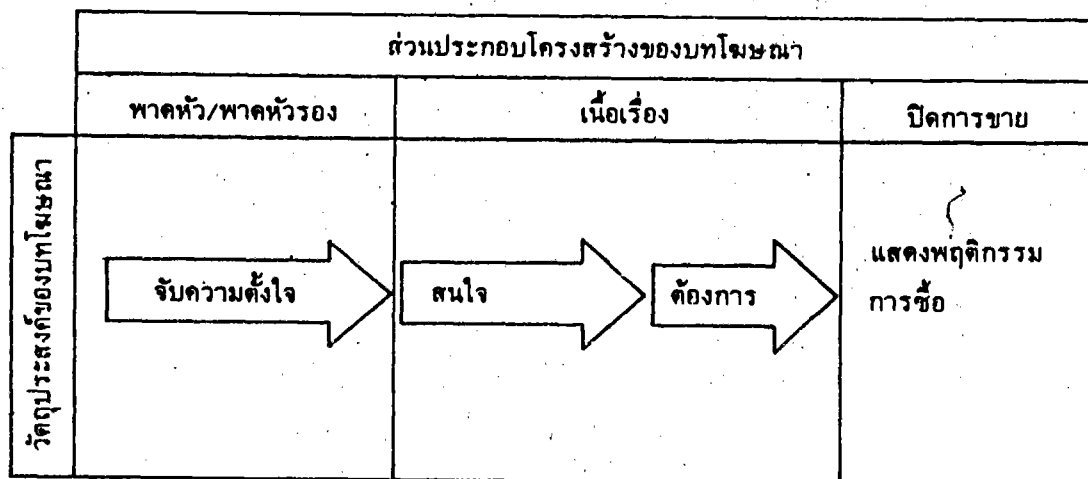 ส่วนประกอบโครงสร้างของบทโฆษณา
พาดหัว/พาดหัวรอง
เนื้อเรื่อง
ปิดการขาย
วัตถุประสงค์ของบทโฆษณา
จับความตั้งใจ
สนใจ
ต้องการ
แสดงพฤติกรรม
การซื้อ